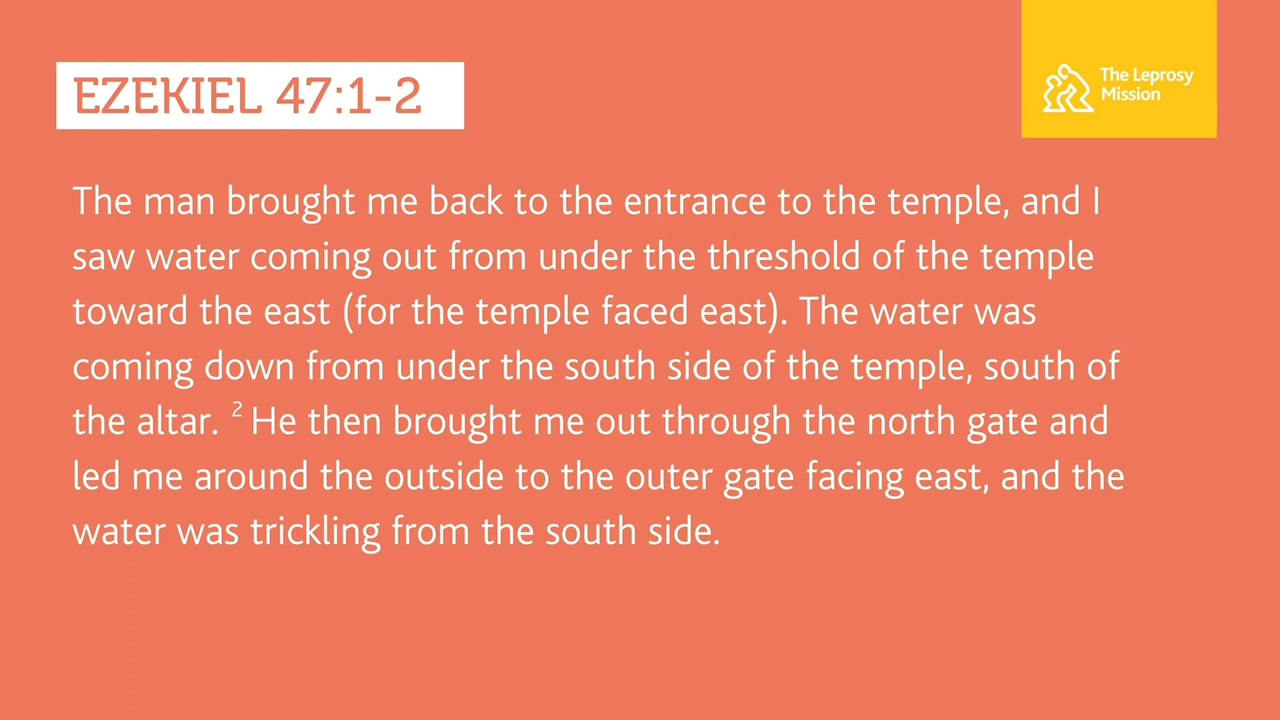 EZEKIEL 47:1-2
The Leprosy
Mission
The man brought me back to the entrance to the temple, and I
saw water coming out from under the threshold of the temple
toward the east (for the temple faced east). The water was
coming down from under the south side of the temple, south of
the altar. ² He then brought me out through the north gate and
led me around the outside to the outer gate facing east, and the
water was trickling from the south side.